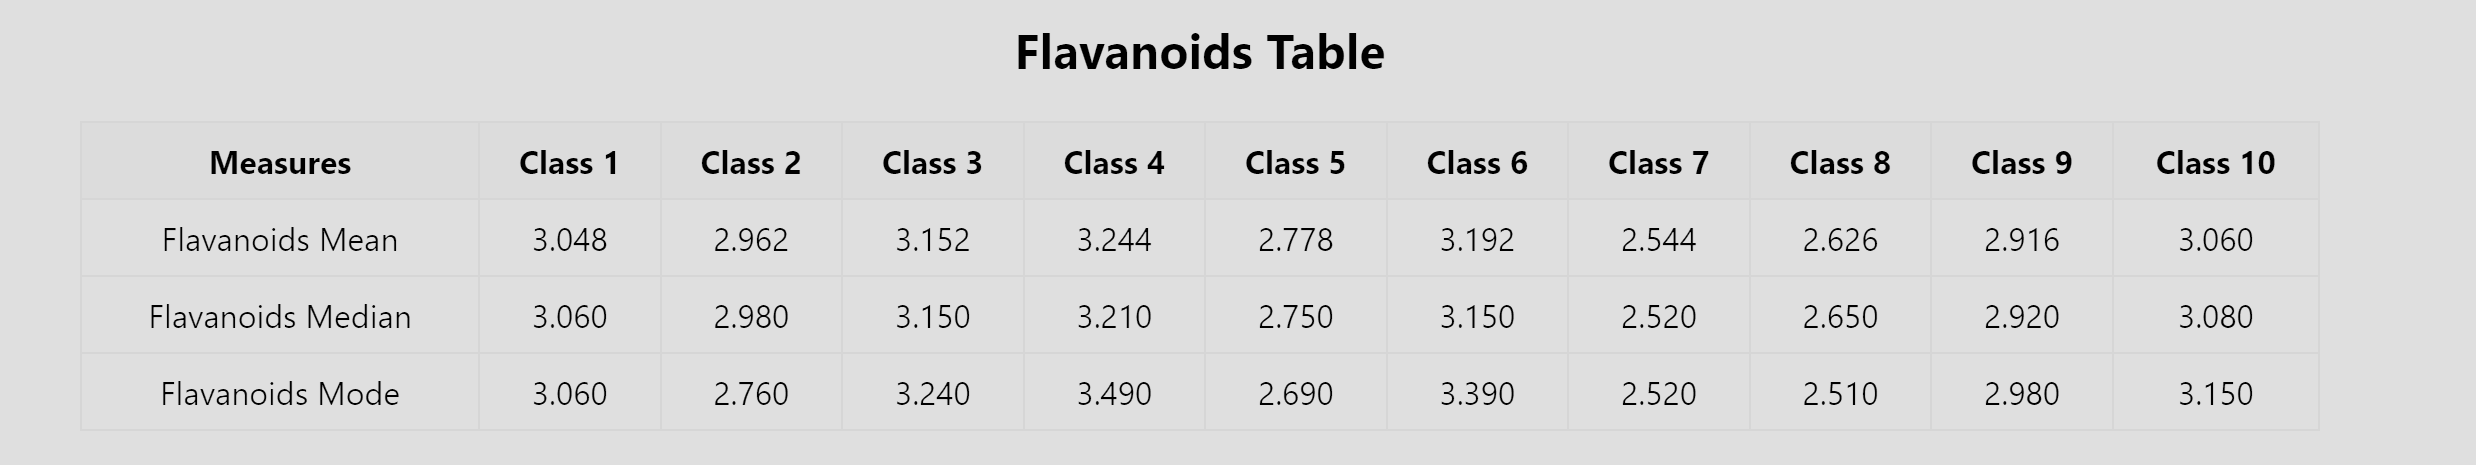 Flavanoids Table
Measures Class 1 Class 2 Class 3 Class 4 Class 5 Class 6 Class 7 Class 8 Class 9 Class 10
Flavanoids Mean 3.048 2.962 3.152 3.244 2.778 3.192 2.544 2.626 2.916 3.060
Flavanoids Median 3.060 2.980 3.150 3.210 2.750 3.150 2.520 2.650 2.920 3.080
Flavanoids Mode 3.060 2.760 3.240 3.490 2.690 3.390 2.520 2.510 2.980 3.150